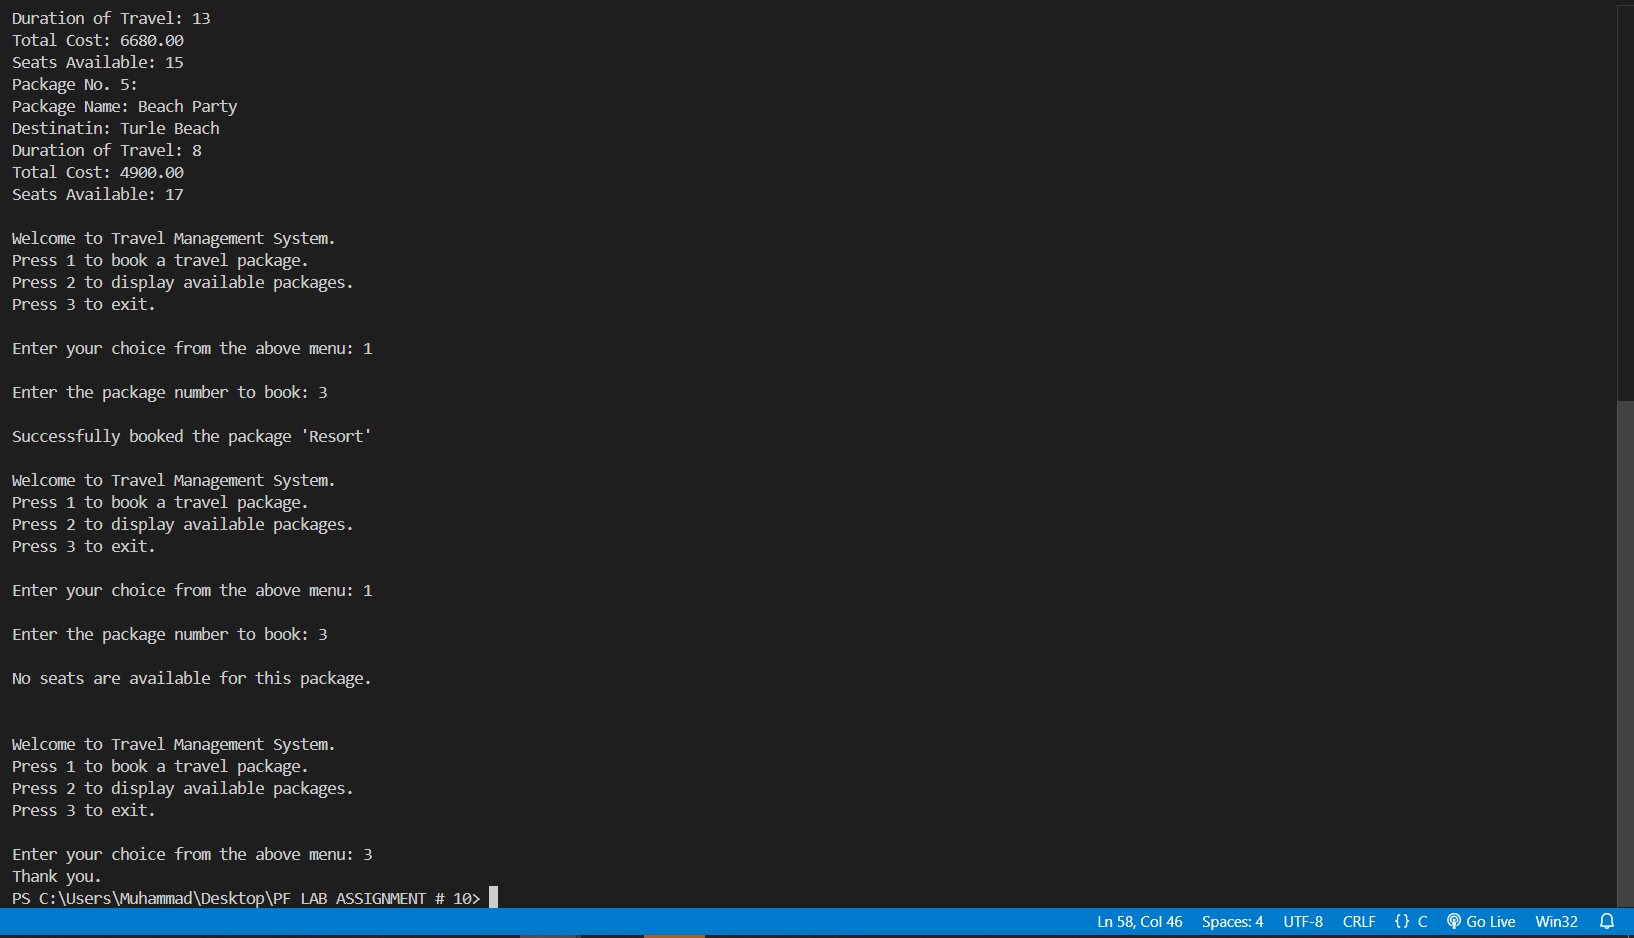 Duration of Travel: 13
Total Cost: 6680.00
Seats Available: 15
Package No. 5:
Package Name: Beach Party
Destinatin: Turle Beach
Duration of Travel: 8
Total Cost: 4900.00
Seats Available: 17
Welcome to Travel Management System.
Press 1 to book a travel package.
Press 2 to display available packages.
Press 3 to exit.
Enter your choice from the above menu: 1
Enter the package number to book: 3
Successfully booked the package 'Resort'
Welcome to Travel Management System.
Press 1 to book a travel package.
Press 2 to display available packages.
Press 3 to exit.
Enter your choice from the above menu: 1
Enter the package number to book: 3
No seats are available for this package.
Welcome to Travel Management System.
Press 1 to book a travel package.
Press 2 to display available packages.
Press 3 to exit.
Enter your choice from the above menu: 3
Thank you.
PS C:\Users\Muhammad\Desktop\PF LAB ASSIGNMENT # 10>
Ln 58, Col 46 Spaces: 4 UTF-8 CRLF {} C Go Live Win32